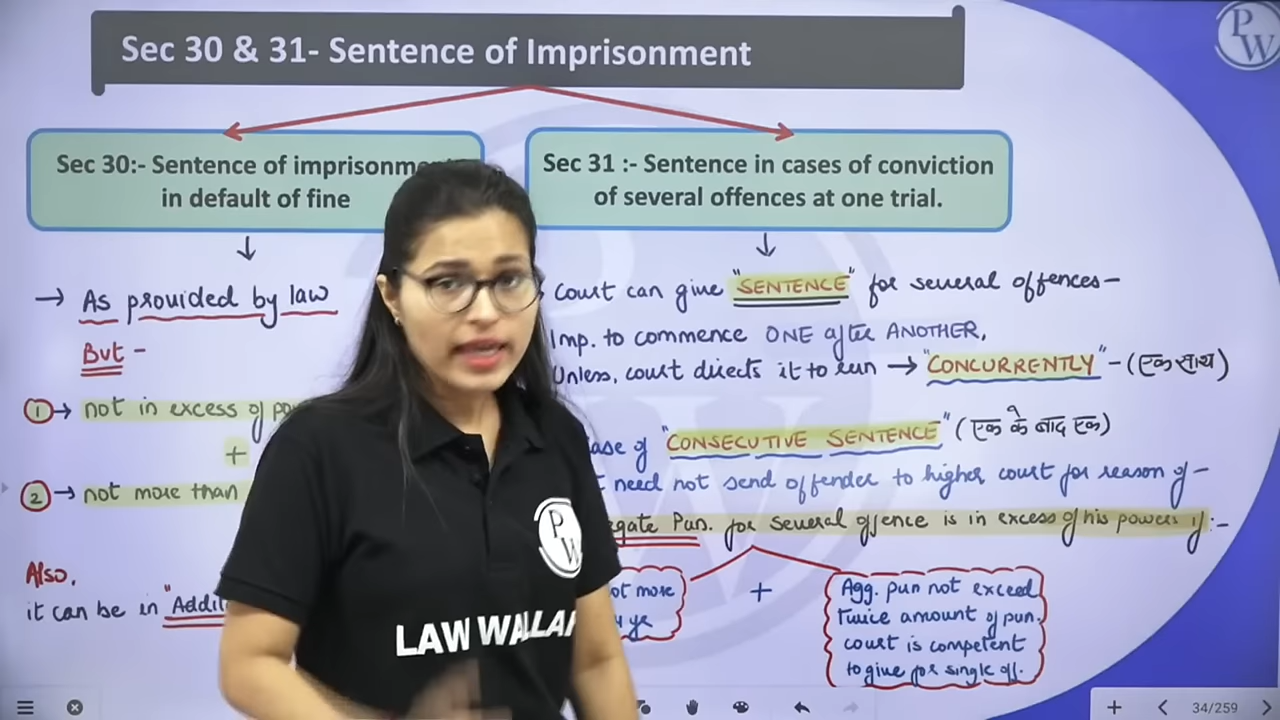 Sec 30 & 31- Sentence of Imprisonment
P
W
Sec 30:- Sentence of imprisonm
in default of fine
Sec 31 :- Sentence in cases of conviction
of several offences at one trial.
→ As provided by law
But -
① → not in excess of po
+
② → not more than
Also,
it can be in "Addit
Court can give "SENTENCE" for several offences-
Imp. to commence ONE after ANOTHER,
Unless, court directs it to run → "CONCURRENTLY" - (एक साथ)
ase of "CONSECUTIVE SENTENCE" (एक के बाद एक)
need not send offender to higher court for reason of-
gate Pun. for several offence is in excess of his powers if:-
ot more
4 yr
+
Agg. pun not exceed
twice amount of pun.
court is competent
to give for single off.
P
W
LAW WALLAH
34/259